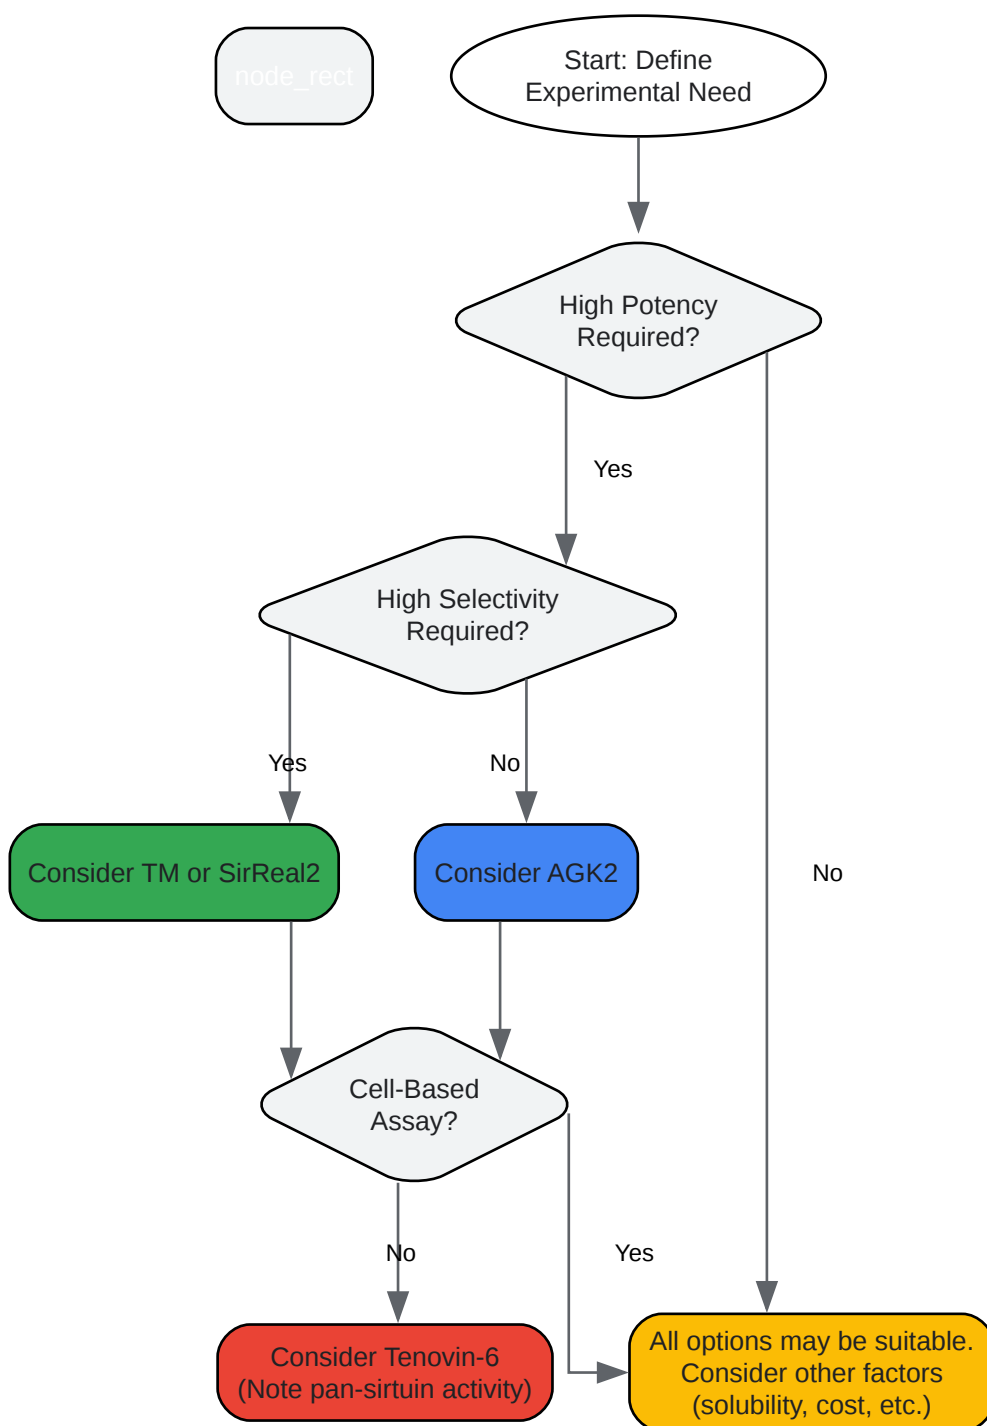 node_rect
Start: Define
Experimental Need
High Potency
Required?
Yes
High Selectivity
Required?
Yes
No
Consider TM or SirReal2
Consider AGK2
No
Cell-Based
Assay?
No
Yes
Consider Tenovin-6
(Note pan-sirtuin activity)
All options may be suitable.
Consider other factors
(solubility, cost, etc.)